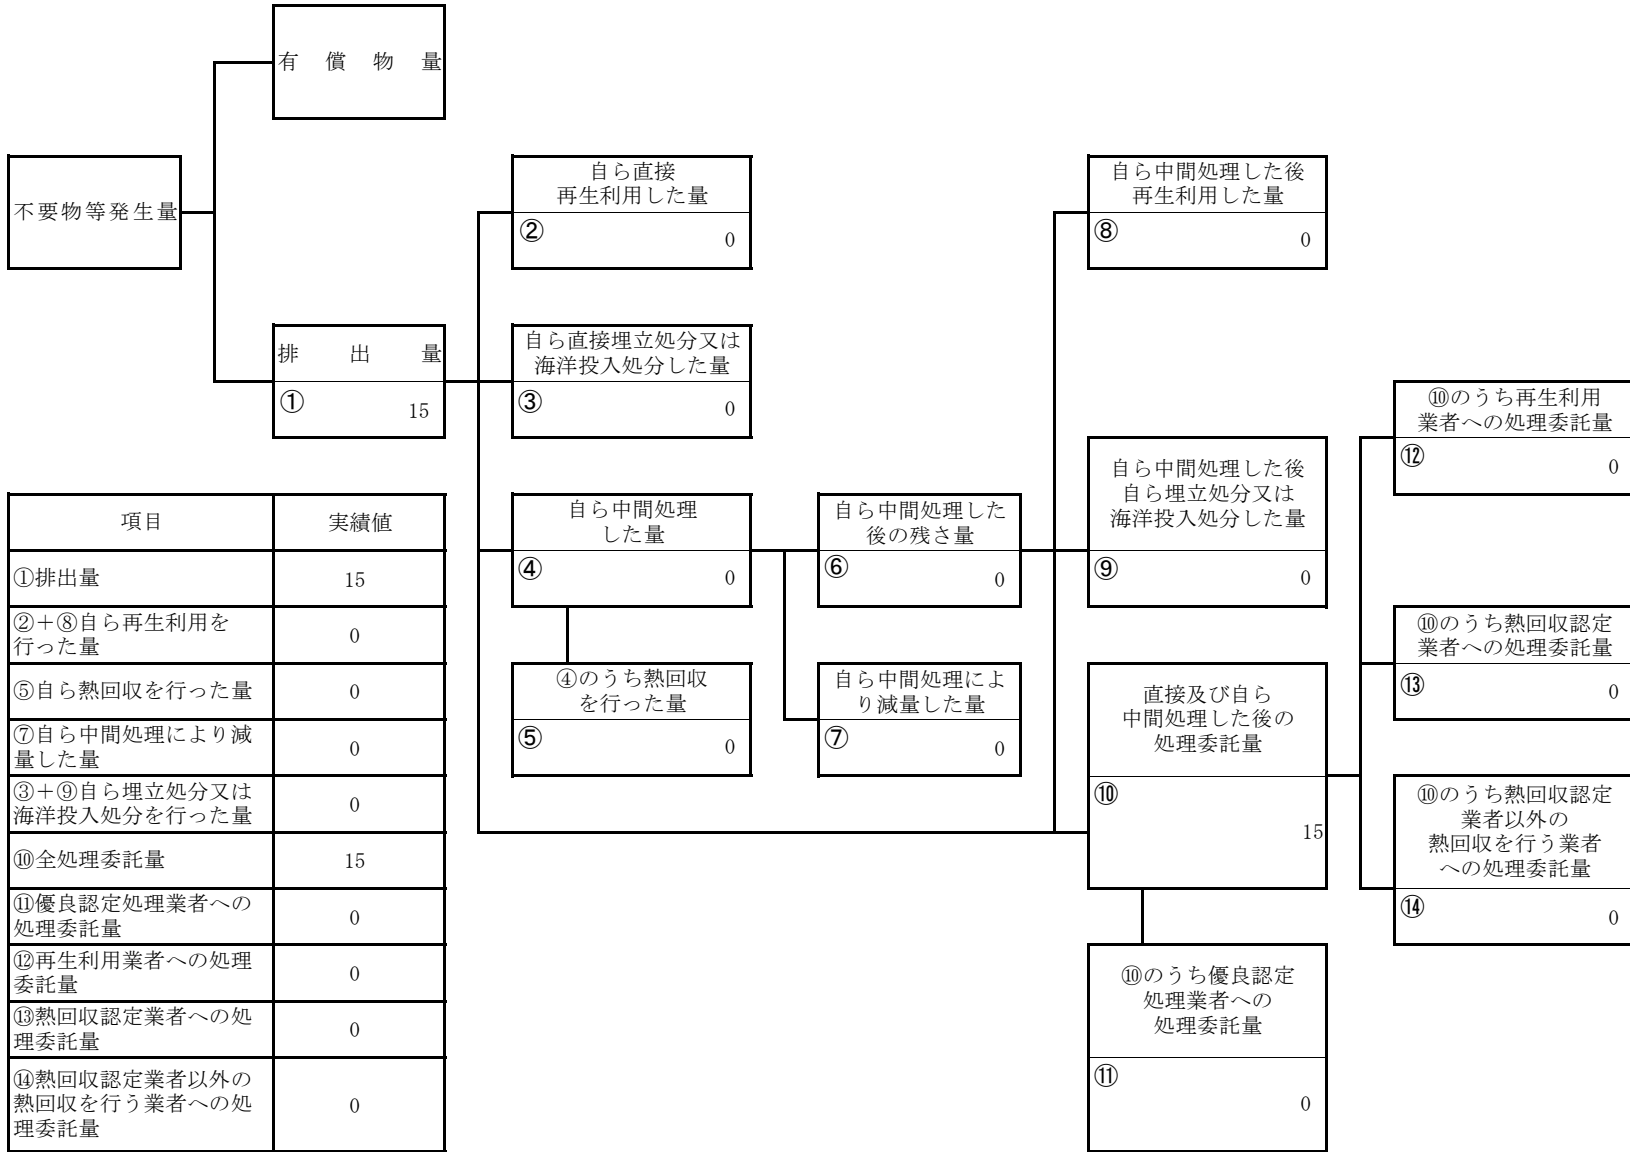 有償物量
不要物等発生量
排出量
①
15
自ら直接
再生利用した量
②
0
自ら直接埋立処分又は
海洋投入処分した量
③
0
自ら中間処理
した量
④
0
④のうち熱回収
を行った量
⑤
0
自ら中間処理した
後の残さ量
⑥
0
自ら中間処理によ
り減量した量
⑦
0
自ら中間処理した後
再生利用した量
⑧
0
自ら中間処理した後
自ら埋立処分又は
海洋投入処分した量
⑨
0
直接及び自ら
中間処理した後の
処理委託量
⑩
15
⑩のうち優良認定
処理業者への
処理委託量
⑪
0
⑩のうち再生利用
業者への処理委託量
⑫
0
⑩のうち熱回収認定
業者への処理委託量
⑬
0
⑩のうち熱回収認定
業者以外の
熱回収を行う業者
への処理委託量
⑭
0
項目 実績値
①排出量 15
②+⑧自ら再生利用を
行った量 0
⑤自ら熱回収を行った量 0
⑦自ら中間処理により減
量した量 0
③+⑨自ら埋立処分又は
海洋投入処分を行った量 0
⑩全処理委託量 15
⑪優良認定処理業者への
処理委託量 0
⑫再生利用業者への処理
委託量 0
⑬熱回収認定業者への処
理委託量 0
⑭熱回収認定業者以外の
熱回収を行う業者への処
理委託量 0